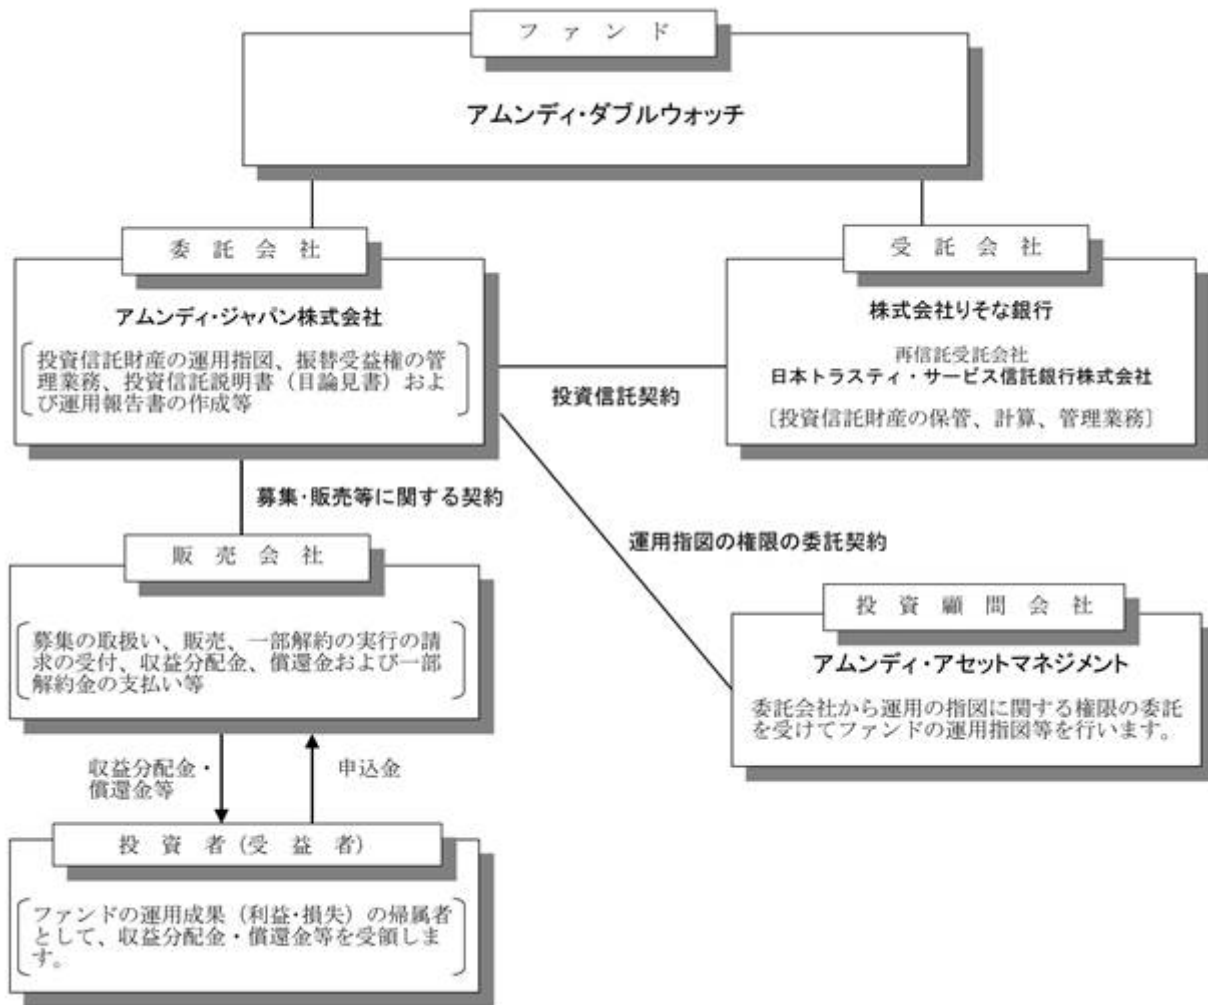 ファンド
アムンディ・ダブルウォッチ
委託会社
アムンディ・ジャパン株式会社
投資信託財産の運用指図、振替受益権の管
理業務、投資信託説明書（目論見書）およ
び運用報告書の作成等
受託会社
株式会社りそな銀行
再信託受託会社
日本トラスティ・サービス信託銀行株式会社
〔投資信託財産の保管、計算、管理業務〕
投資信託契約
募集・販売等に関する契約
運用指図の権限の委託契約
販売会社
募集の取扱い、販売、一部解約の実行の請
求の受付、収益分配金、償還金および一部
解約金の支払い等
投資顧問会社
アムンディ・アセットマネジメント
委託会社から運用の指図に関する権限の委託
を受けてファンドの運用指図等を行います。
収益分配金・
償還金等
申込金
投資者（受益者）
ファンドの運用成果（利益・損失）の帰属者
として、収益分配金・償還金等を受領しま
す。